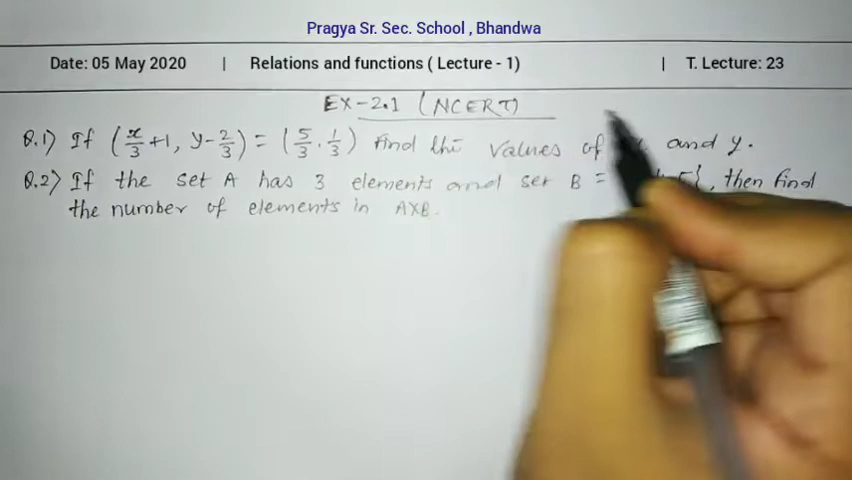 Pragya Sr. Sec. School , Bhandwa
Date: 05 May 2020 | Relations and functions ( Lecture - 1) | T. Lecture: 23
Ex-2.1 (NCERT)
Q.1) If (x/3 +1, y-2/3) = (5/3, 1/3) find the values of and y.
Q.2) If the set A has 3 elements and set B = 5}, then find
the number of elements in AXB.